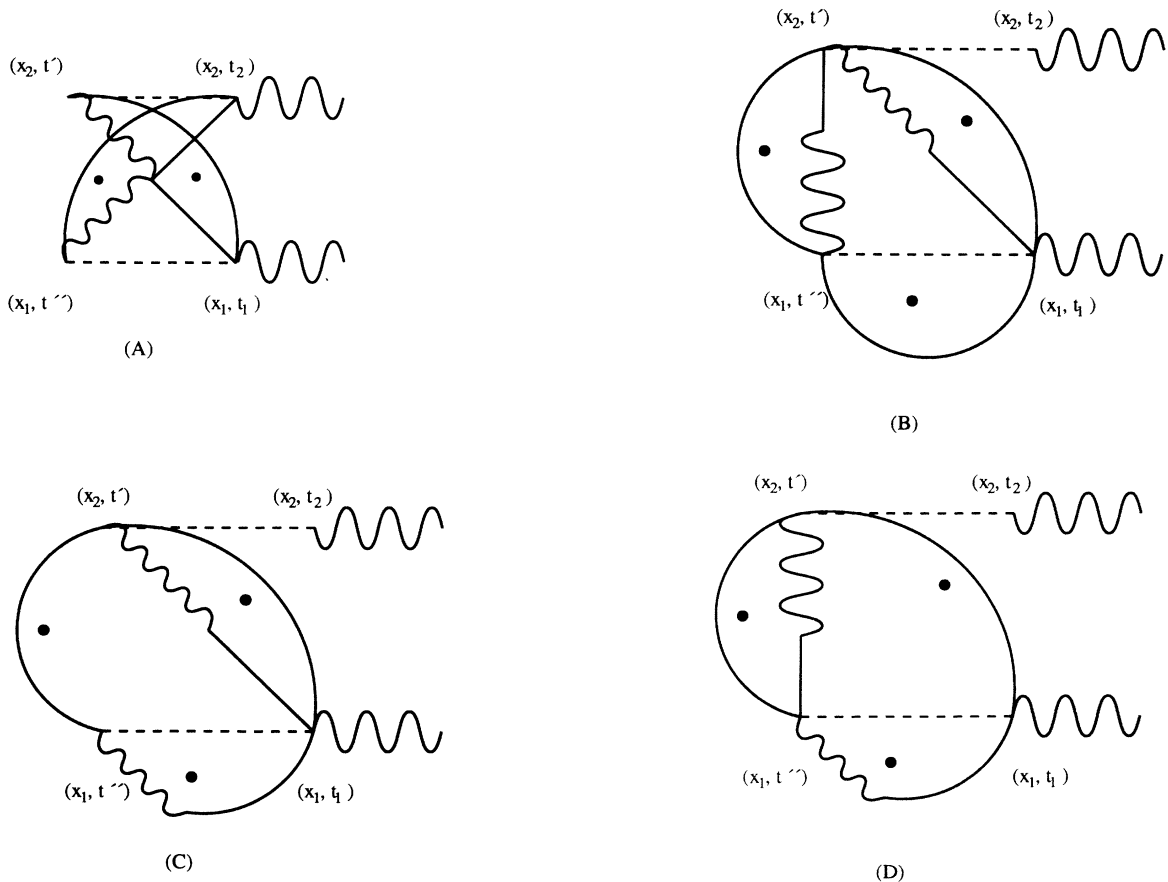 (x₂, t´) (x₂, t₂)
(x₁, t´´) (x₁, t₁)
(A)
(x₂, t´) (x₂, t₂)
(x₁, t´´) (x₁, t₁)
(B)
(x₂, t´) (x₂, t₂)
(x₁, t´´) (x₁, t₁)
(C)
(x₂, t´) (x₂, t₂)
(x₁, t´´) (x₁, t₁)
(D)